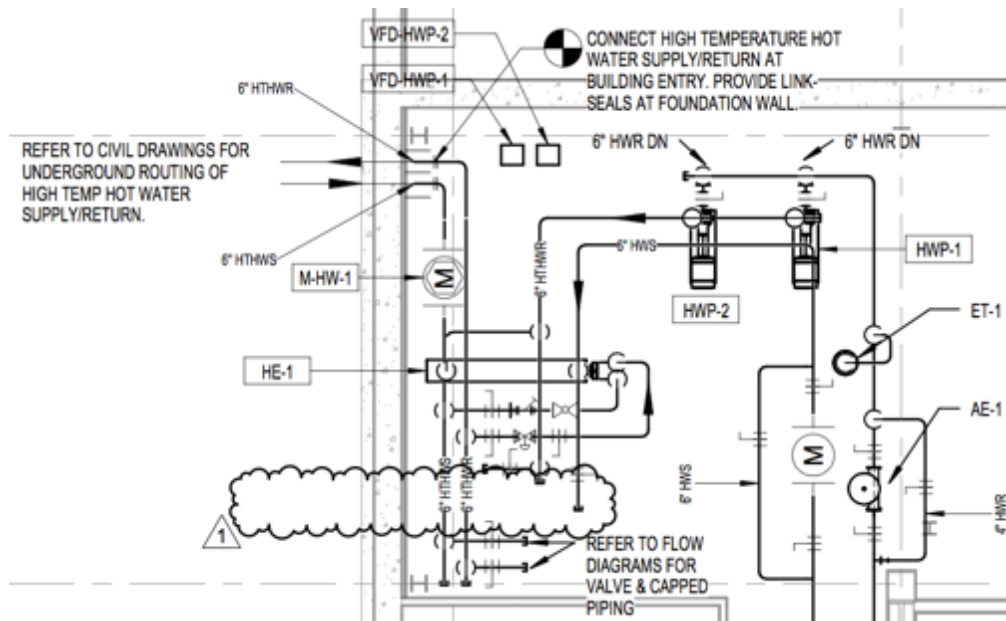 VFD-HWP-2
VFD-HWP-1
CONNECT HIGH TEMPERATURE HOT
WATER SUPPLY/RETURN AT
BUILDING ENTRY. PROVIDE LINK-
SEALS AT FOUNDATION WALL.
6" HTHWR
REFER TO CIVIL DRAWINGS FOR
UNDERGROUND ROUTING OF
HIGH TEMP HOT WATER
SUPPLY/RETURN.
6" HWR DN
6" HWR DN
6" HTHWS
M-HW-1
M
6" HTHWR
6" HWS
HWP-1
HWP-2
ET-1
HE-1
AE-1
M
6" HTHWS
6" HTHWR
6" HWS
4" HWR
1
REFER TO FLOW
DIAGRAMS FOR
VALVE & CAPPED
PIPING